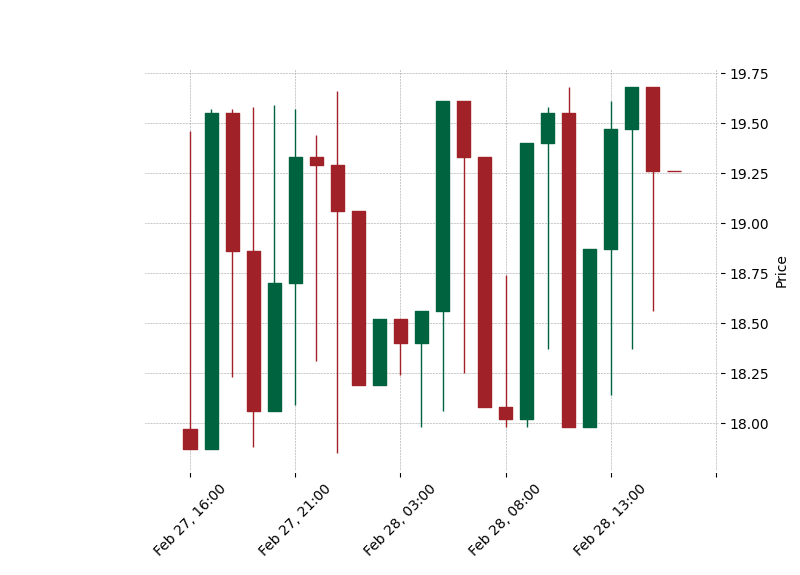 19.75
19.50
19.25
19.00
18.75
18.50
18.25
18.00
Price
Feb 27, 16:00
Feb 27, 21:00
Feb 28, 03:00
Feb 28, 08:00
Feb 28, 13:00